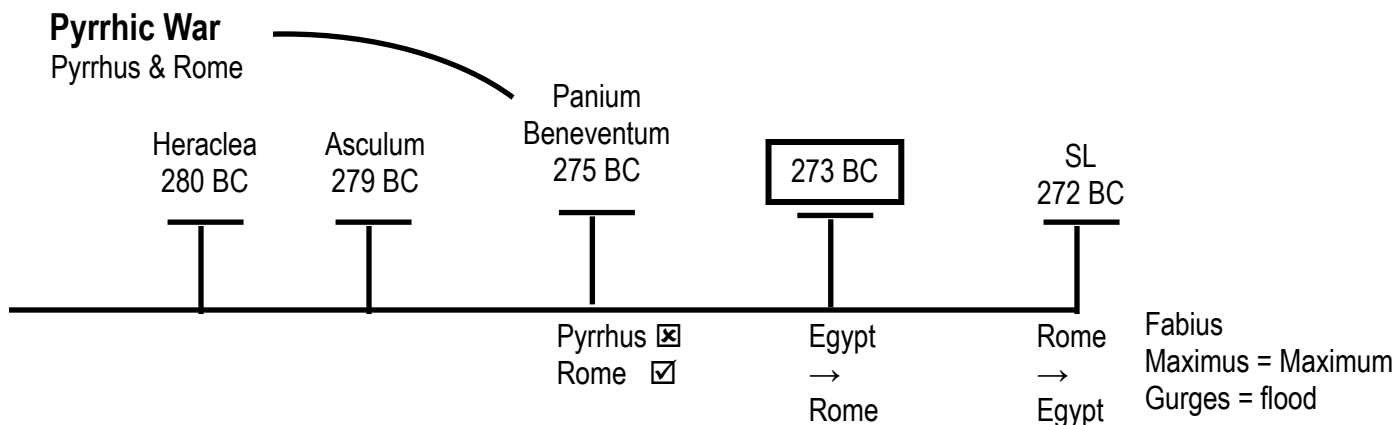 Pyrrhic War
Pyrrhus & Rome
Heraclea
280 BC
Asculum
279 BC
Panium
Beneventum
275 BC
273 BC
SL
272 BC
Pyrrhus ☒
Rome ☑
Egypt
→
Rome
Rome
→
Egypt
Fabius
Maximus = Maximum
Gurges = flood